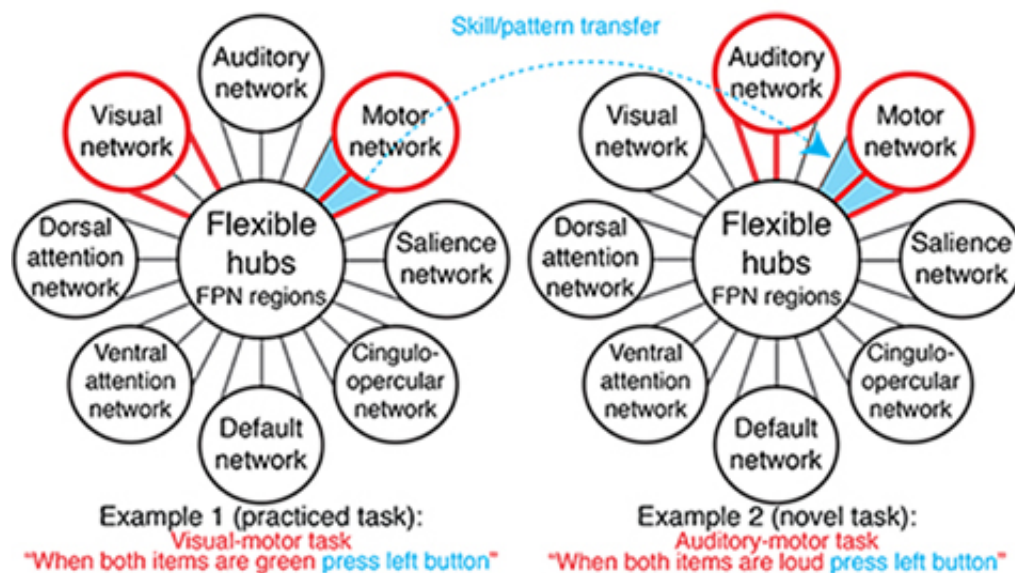 Skill/pattern transfer
Auditory
network
Visual
network
Motor
network
Dorsal
attention
network
Flexible
hubs
FPN regions
Salience
network
Ventral
attention
network
Cingulo-
opercular
network
Default
network
Example 1 (practiced task):
Visual-motor task
“When both items are green press left button”
Auditory
network
Visual
network
Motor
network
Dorsal
attention
network
Flexible
hubs
FPN regions
Salience
network
Ventral
attention
network
Cingulo-
opercular
network
Default
network
Example 2 (novel task):
Auditory-motor task
“When both items are loud press left button”